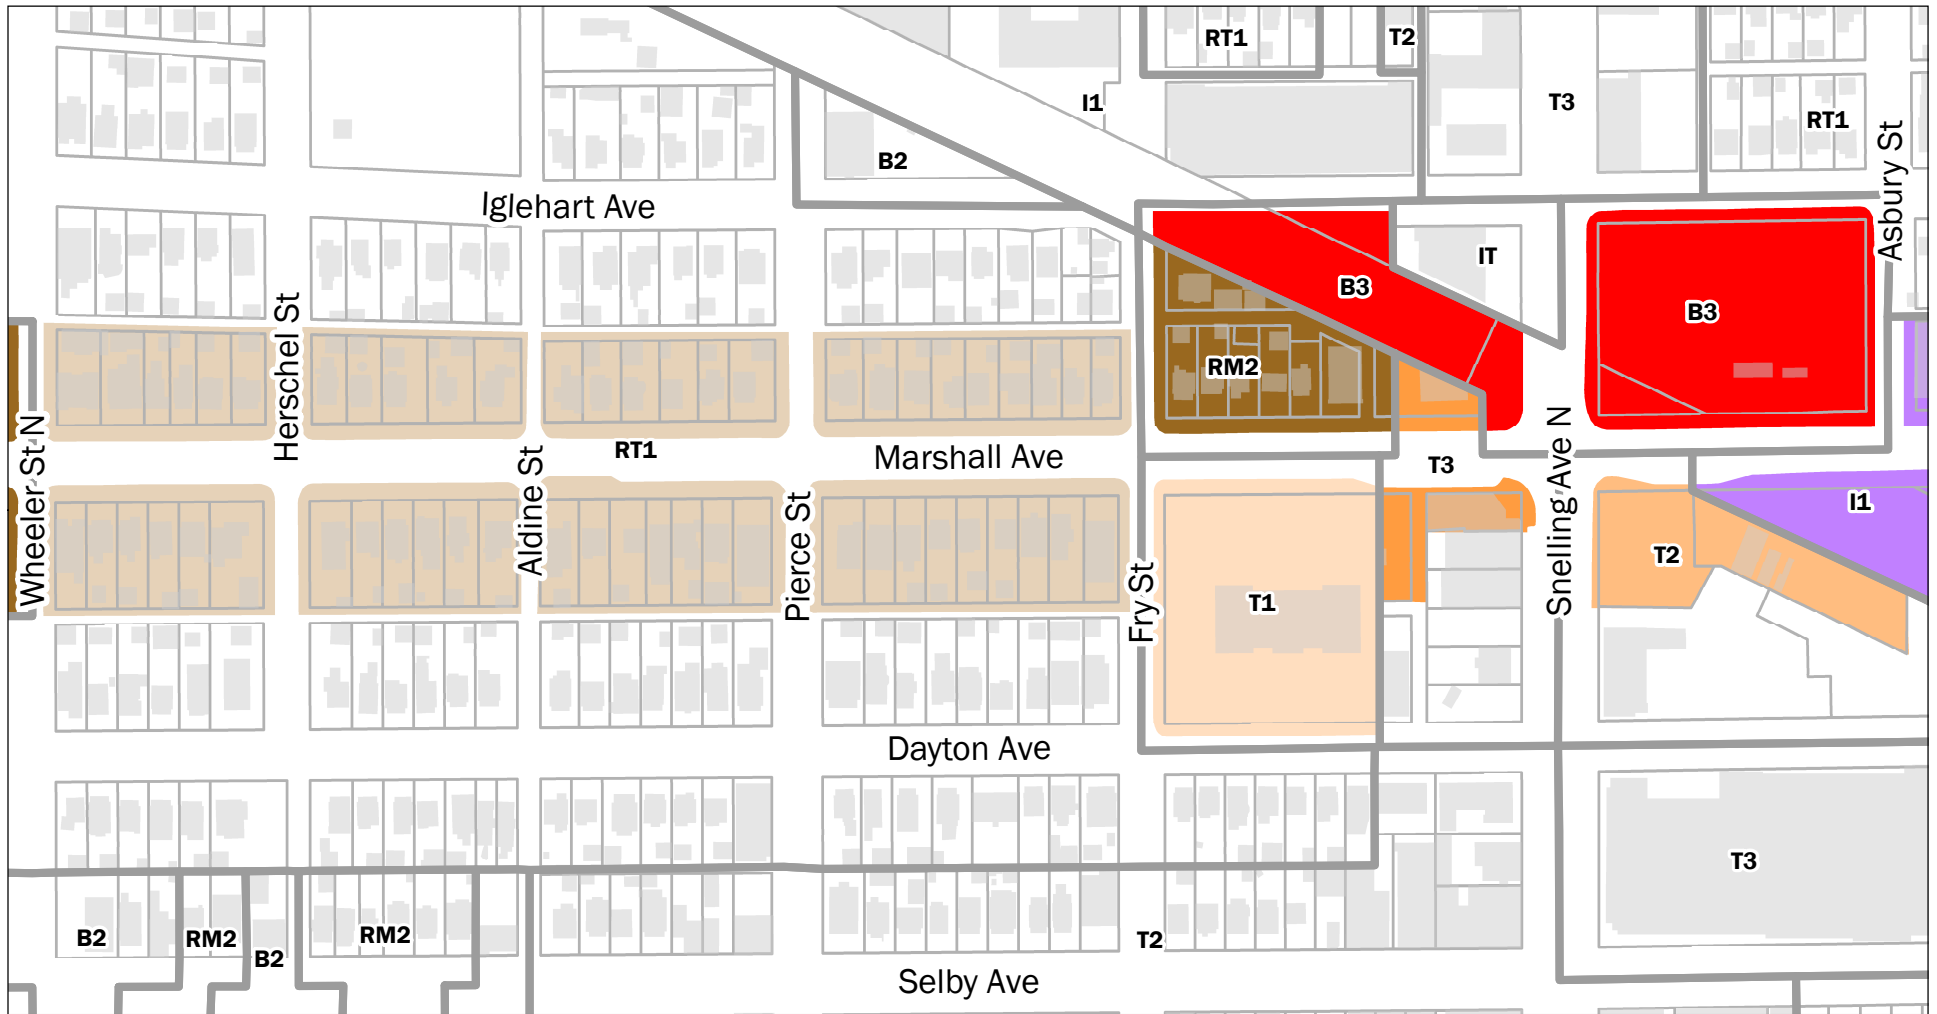 RT1
T2
I1
T3
RT1
B2
Asbury St
Iglehart Ave
IT
B3
B3
Herschel St
RM2
RT1
Marshall Ave
T3
Wheeler St N
Aldine St
Pierce St
Fry St
Snelling Ave N
I1
T2
T1
Dayton Ave
T3
B2
RM2
B2
RM2
T2
Selby Ave